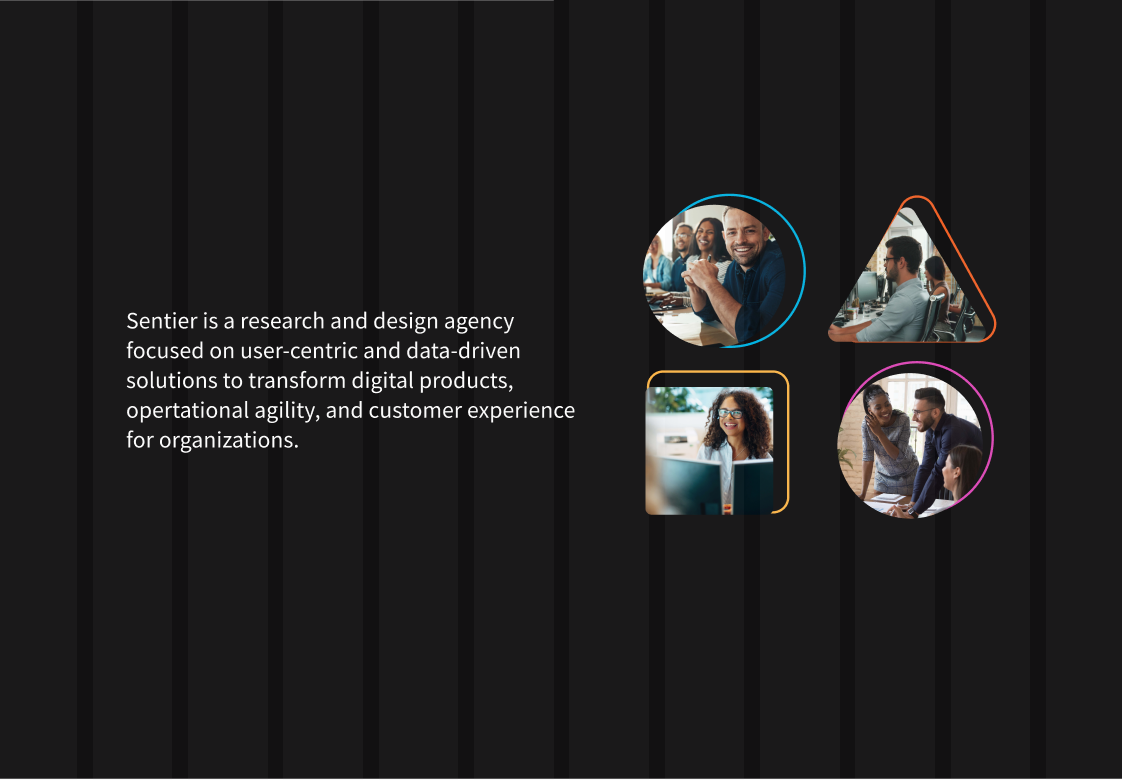 Sentier is a research and design agency
focused on user-centric and data-driven
solutions to transform digital products,
opertational agility, and customer experience
for organizations.